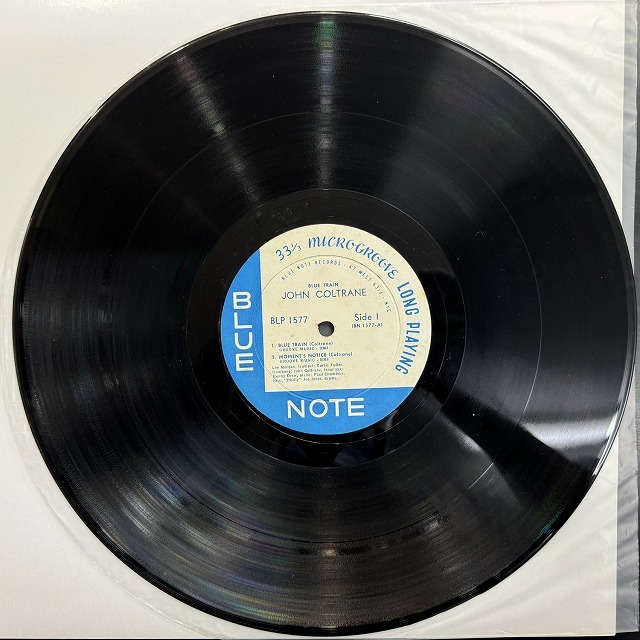 33⅓ MICROGROOVE LONG PLAYING
BLUE NOTE RECORDS · 47 WEST 63rd · NYC
BLUE TRAIN
JOHN COLTRANE
BLP 1577
Side 1
(BN 1577-A)
1. BLUE TRAIN (Coltrane)
GROOVE MUSIC - BMI
2. MOMENT'S NOTICE (Coltrane)
GROOVE MUSIC - BMI
Lee Morgan, trumpet; Curtis Fuller,
trombone; John Coltrane, tenor sax;
Kenny Drew, piano; Paul Chambers,
"Philly" Joe Jones, drums.
BLUE
NOTE